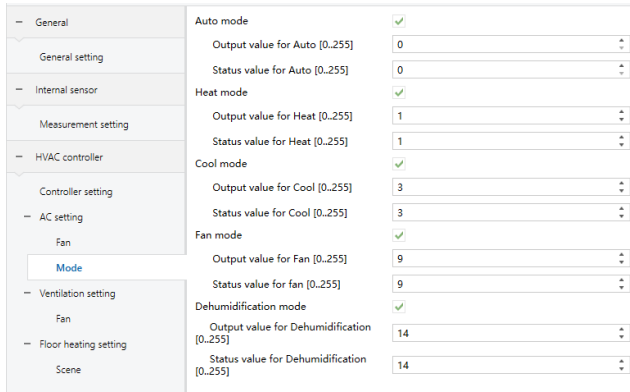 General
General setting
Internal sensor
Measurement setting
HVAC controller
Controller setting
AC setting
Fan
Mode
Ventilation setting
Fan
Floor heating setting
Scene
Auto mode
Output value for Auto [0..255] 0
Status value for Auto [0..255] 0
Heat mode
Output value for Heat [0..255] 1
Status value for Heat [0..255] 1
Cool mode
Output value for Cool [0..255] 3
Status value for Cool [0..255] 3
Fan mode
Output value for Fan [0..255] 9
Status value for fan [0..255] 9
Dehumidification mode
Output value for Dehumidification
[0..255] 14
Status value for Dehumidification
[0..255] 14